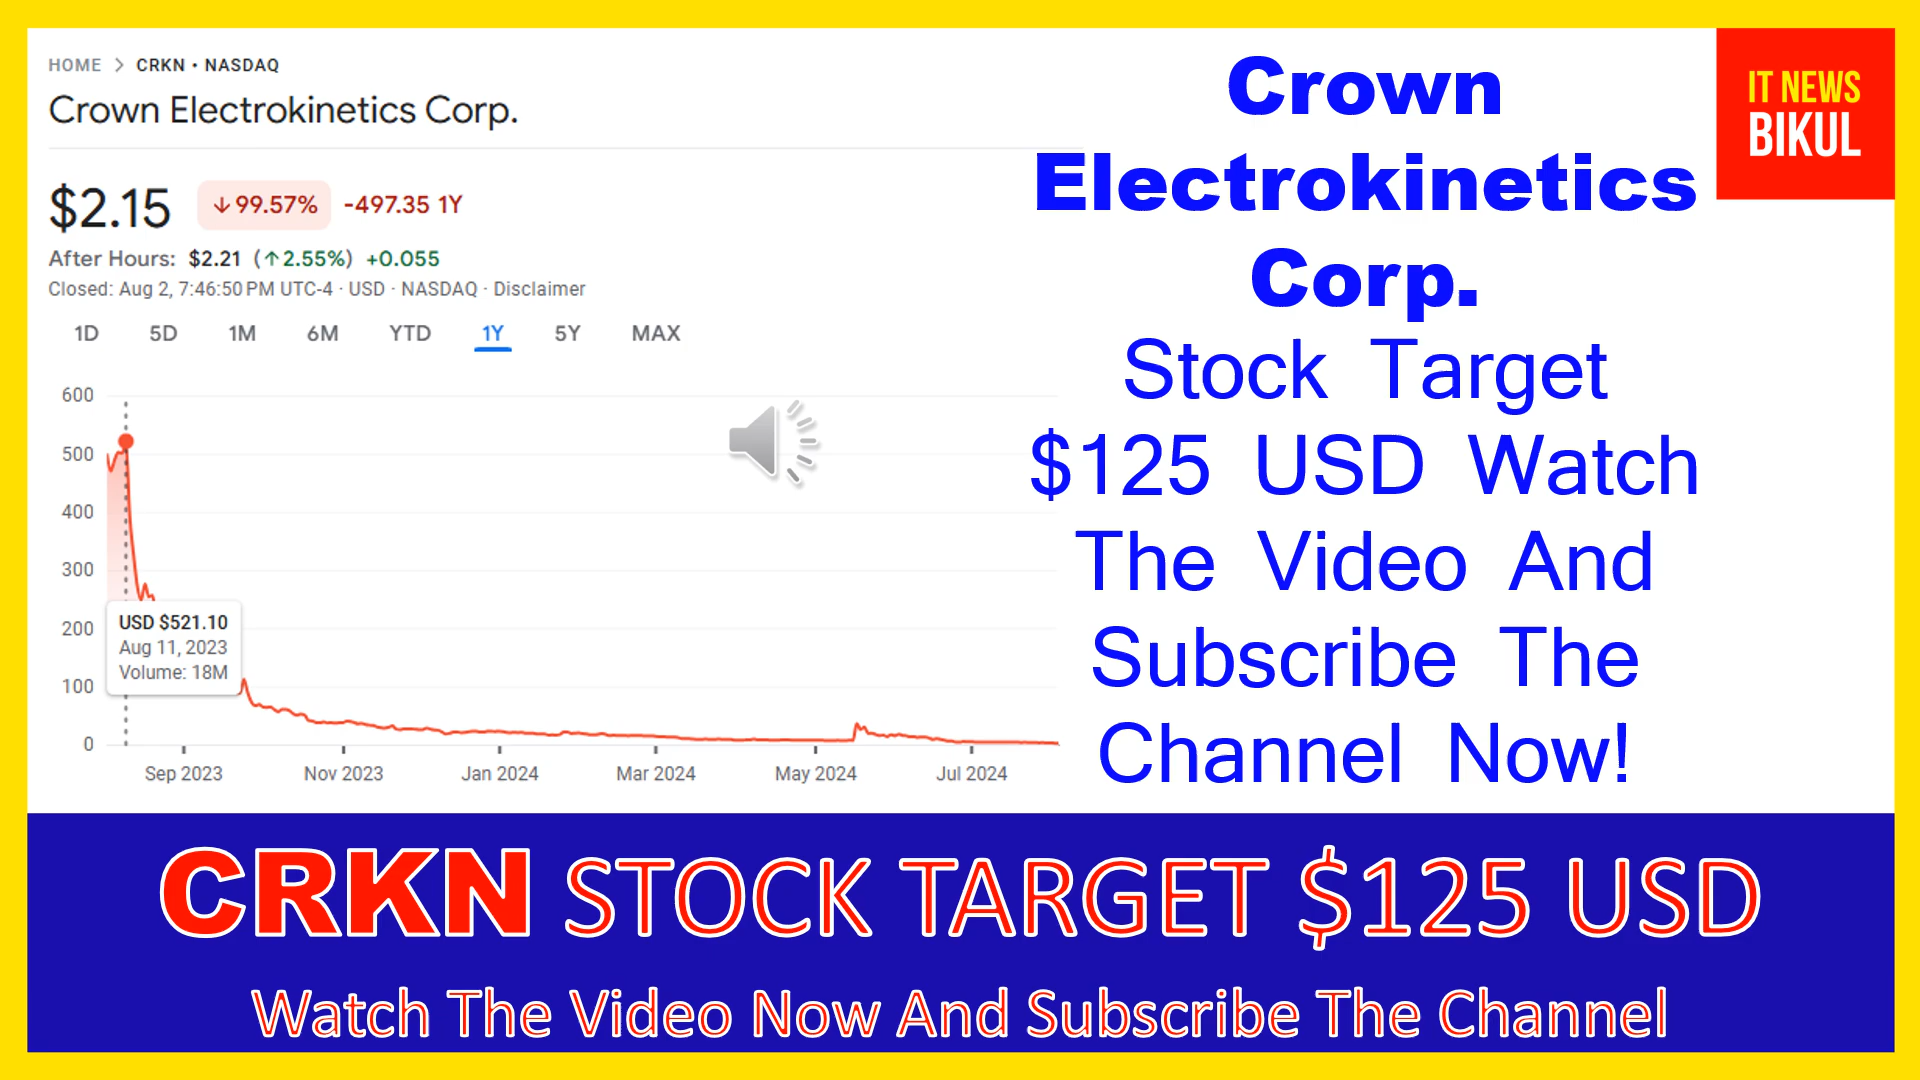 HOME > CRKN • NASDAQ
Crown Electrokinetics Corp.
$2.15 ↓99.57% -497.35 1Y
After Hours: $2.21 (↑2.55%) +0.055
Closed: Aug 2, 7:46:50 PM UTC-4 · USD · NASDAQ · Disclaimer
1D 5D 1M 6M YTD 1Y 5Y MAX
600
500
400
300
200
100
0
USD $521.10
Aug 11, 2023
Volume: 18M
Sep 2023 Nov 2023 Jan 2024 Mar 2024 May 2024 Jul 2024
Crown
Electrokinetics
Corp.
Stock Target
$125 USD Watch
The Video And
Subscribe The
Channel Now!
IT NEWS
BIKUL
CRKN STOCK TARGET $125 USD
Watch The Video Now And Subscribe The Channel